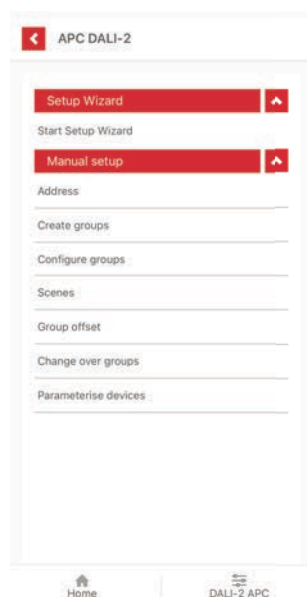 APC DALI-2
Setup Wizard
Start Setup Wizard
Manual setup
Address
Create groups
Configure groups
Scenes
Group offset
Change over groups
Parameterise devices
Home
DALI-2 APC